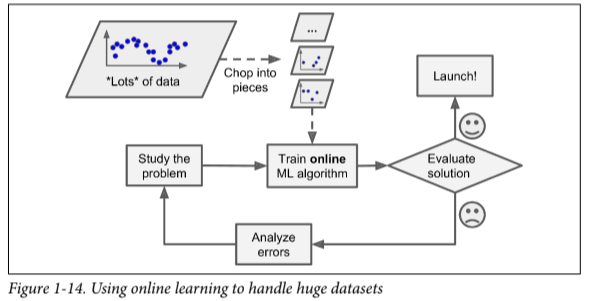 *Lots* of data
Chop into
pieces
...
Launch!
Study the
problem
Train online
ML algorithm
Evaluate
solution
Analyze
errors
Figure 1-14. Using online learning to handle huge datasets